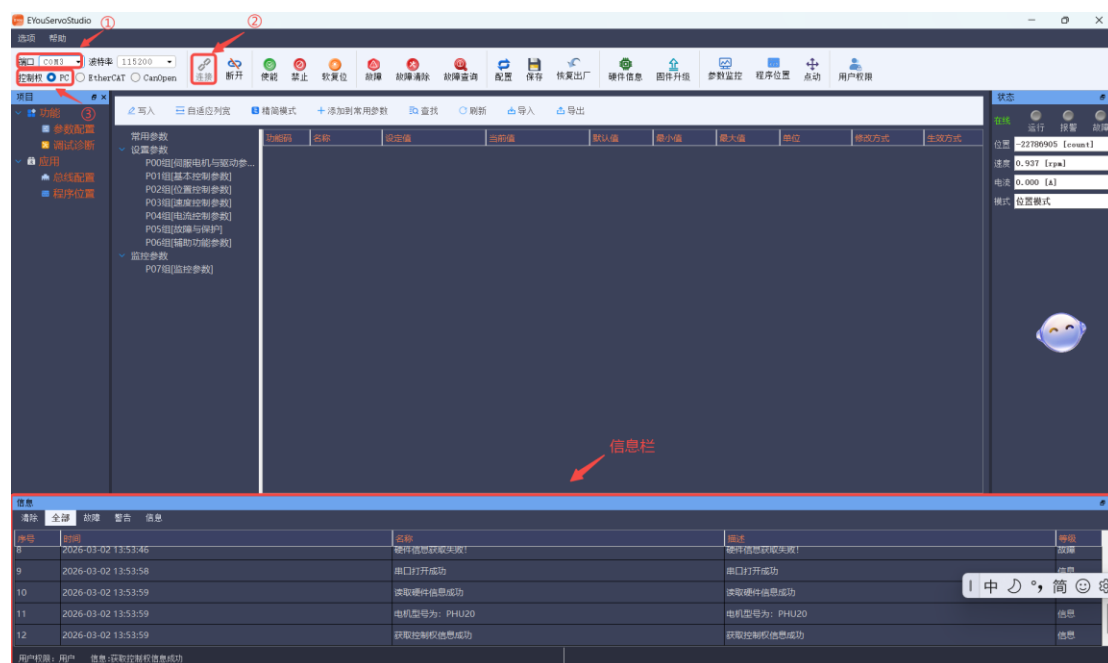 EYouServoStudio
① ②
选项 帮助
端口 COM3 波特率 115200
控制权 PC EtherCAT CanOpen
连接 断开 使能 禁止 软复位 故障 故障清除 故障查询 配置 保存 恢复出厂 硬件信息 固件升级 参数监控 程序位置 点动 用户权限
项目
③
功能
参数配置
调试诊断
应用
总线配置
程序位置
写入 自适应列宽 精简模式 添加到常用参数 查找 刷新 导入 导出
常用参数
设置参数
P00组[伺服电机与驱动参...
P01组[基本控制参数]
P02组[位置控制参数]
P03组[速度控制参数]
P04组[电流控制参数]
P05组[故障与保护]
P06组[辅助功能参数]
监控参数
P07组[监控参数]
功能码 名称 设定值 当前值 默认值 最小值 最大值 单位 修改方式 生效方式
状态
在线 运行 报警 故障
位置 -22786905 [count]
速度 0.937 [rpm]
电流 0.000 [A]
模式 位置模式
信息栏
信息
清除 全部 故障 警告 信息
序号 时间 名称 描述 等级
8 2026-03-02 13:53:46 硬件信息获取失败! 硬件信息获取失败! 故障
9 2026-03-02 13:53:58 串口打开成功 串口打开成功 信息
10 2026-03-02 13:53:59 读取硬件信息成功 读取硬件信息成功
11 2026-03-02 13:53:59 电机型号为: PHU20 电机型号为: PHU20 信息
12 2026-03-02 13:53:59 获取控制权信息成功 获取控制权信息成功 信息
中 简
用户权限: 用户 信息:获取控制权信息成功